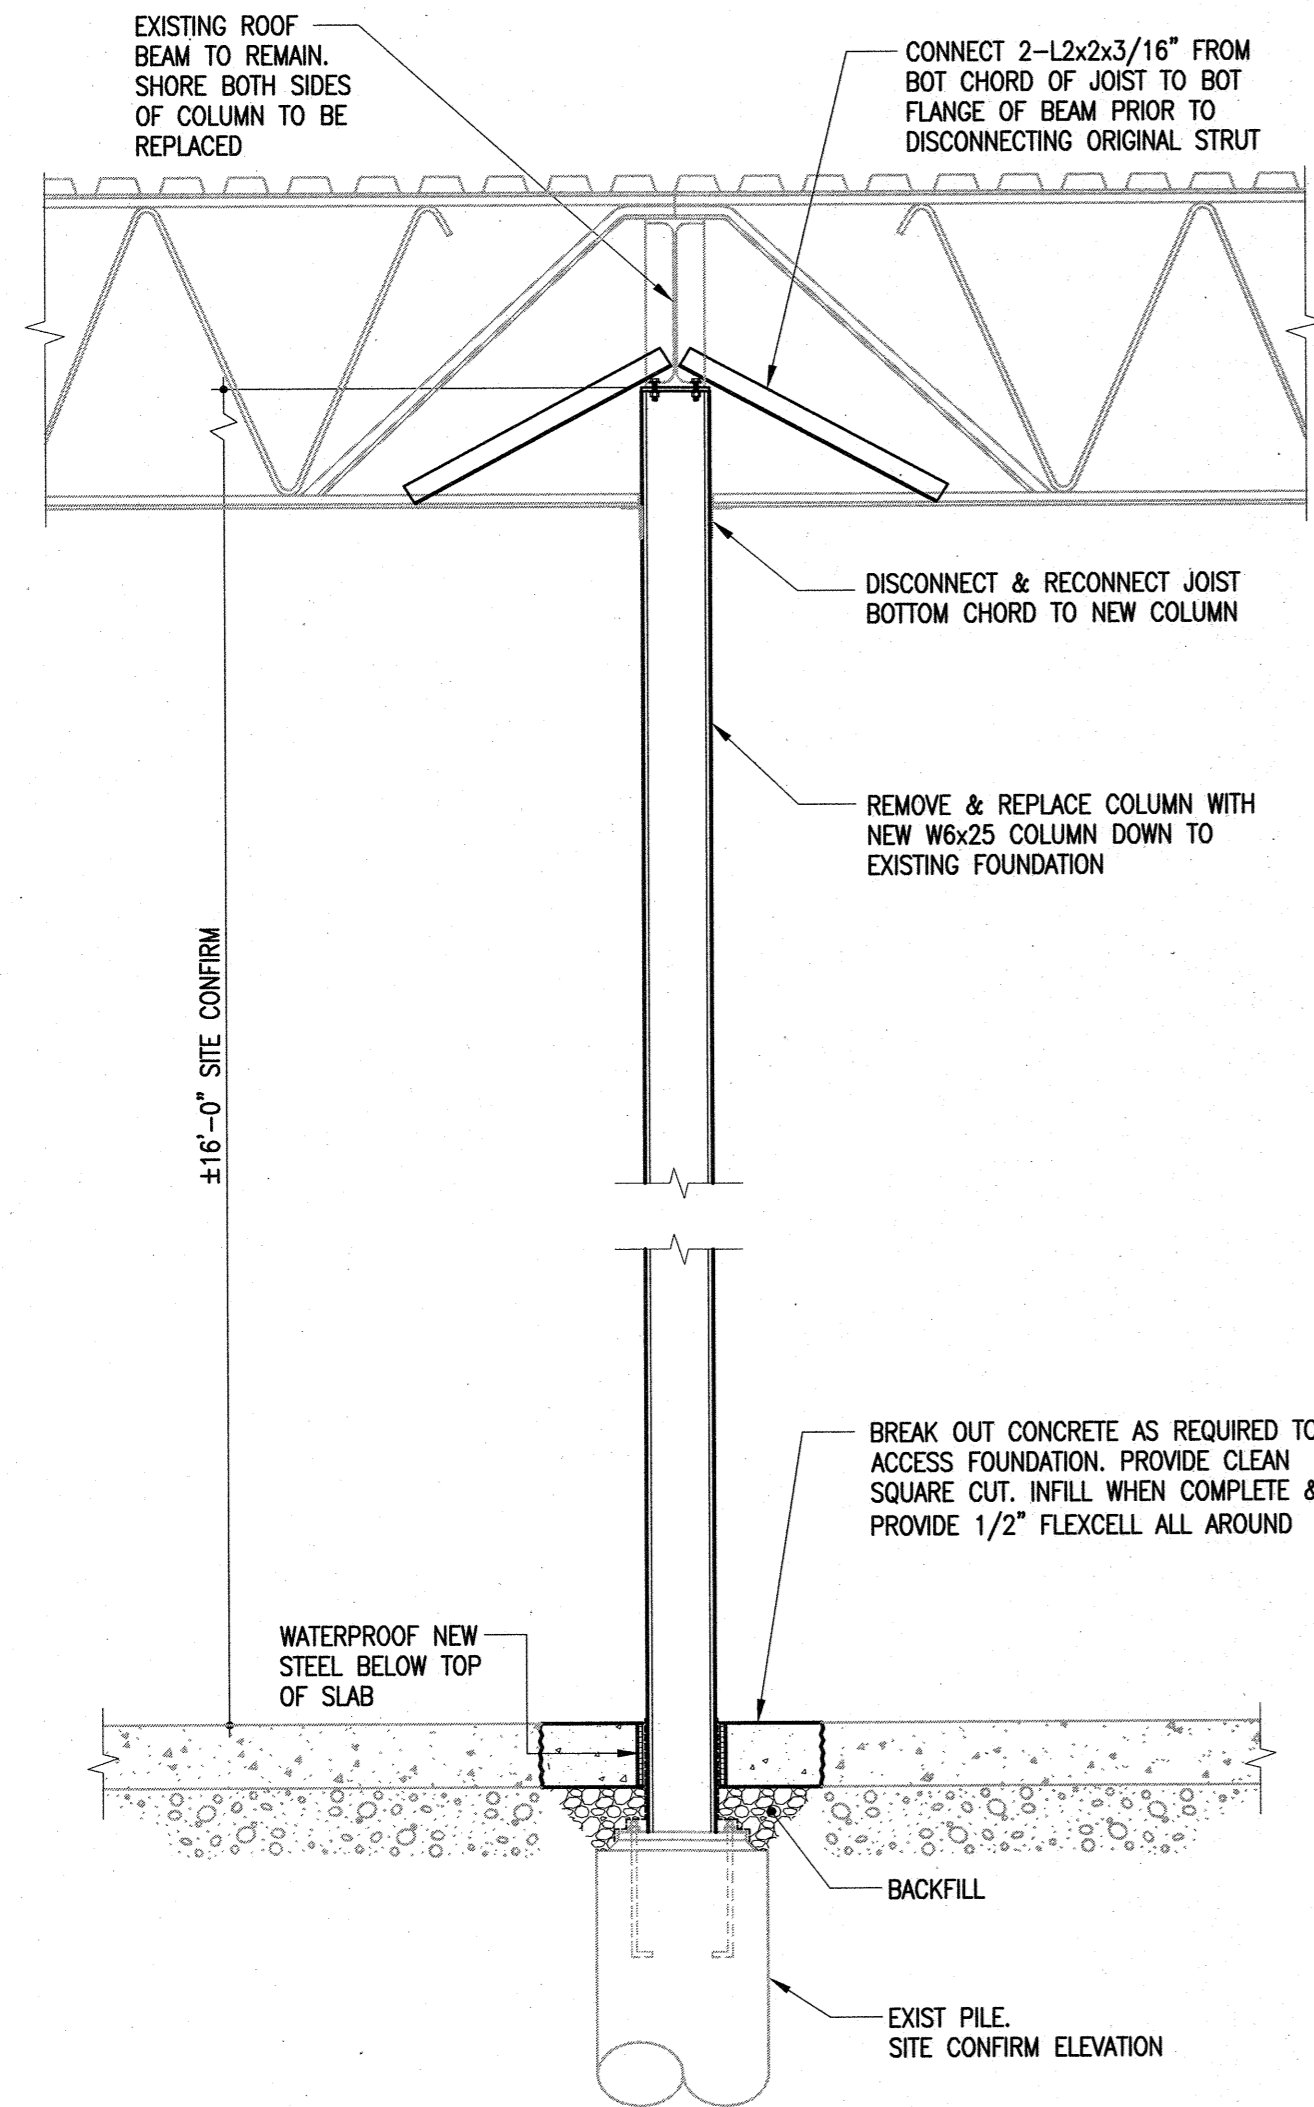 EXISTING ROOF
BEAM TO REMAIN.
SHORE BOTH SIDES
OF COLUMN TO BE
REPLACED
CONNECT 2-L2x2x3/16" FROM
BOT CHORD OF JOIST TO BOT
FLANGE OF BEAM PRIOR TO
DISCONNECTING ORIGINAL STRUT
DISCONNECT & RECONNECT JOIST
BOTTOM CHORD TO NEW COLUMN
REMOVE & REPLACE COLUMN WITH
NEW W6x25 COLUMN DOWN TO
EXISTING FOUNDATION
±16'-0" SITE CONFIRM
BREAK OUT CONCRETE AS REQUIRED TO
ACCESS FOUNDATION. PROVIDE CLEAN
SQUARE CUT. INFILL WHEN COMPLETE &
PROVIDE 1/2" FLEXCELL ALL AROUND
WATERPROOF NEW
STEEL BELOW TOP
OF SLAB
BACKFILL
EXIST PILE.
SITE CONFIRM ELEVATION